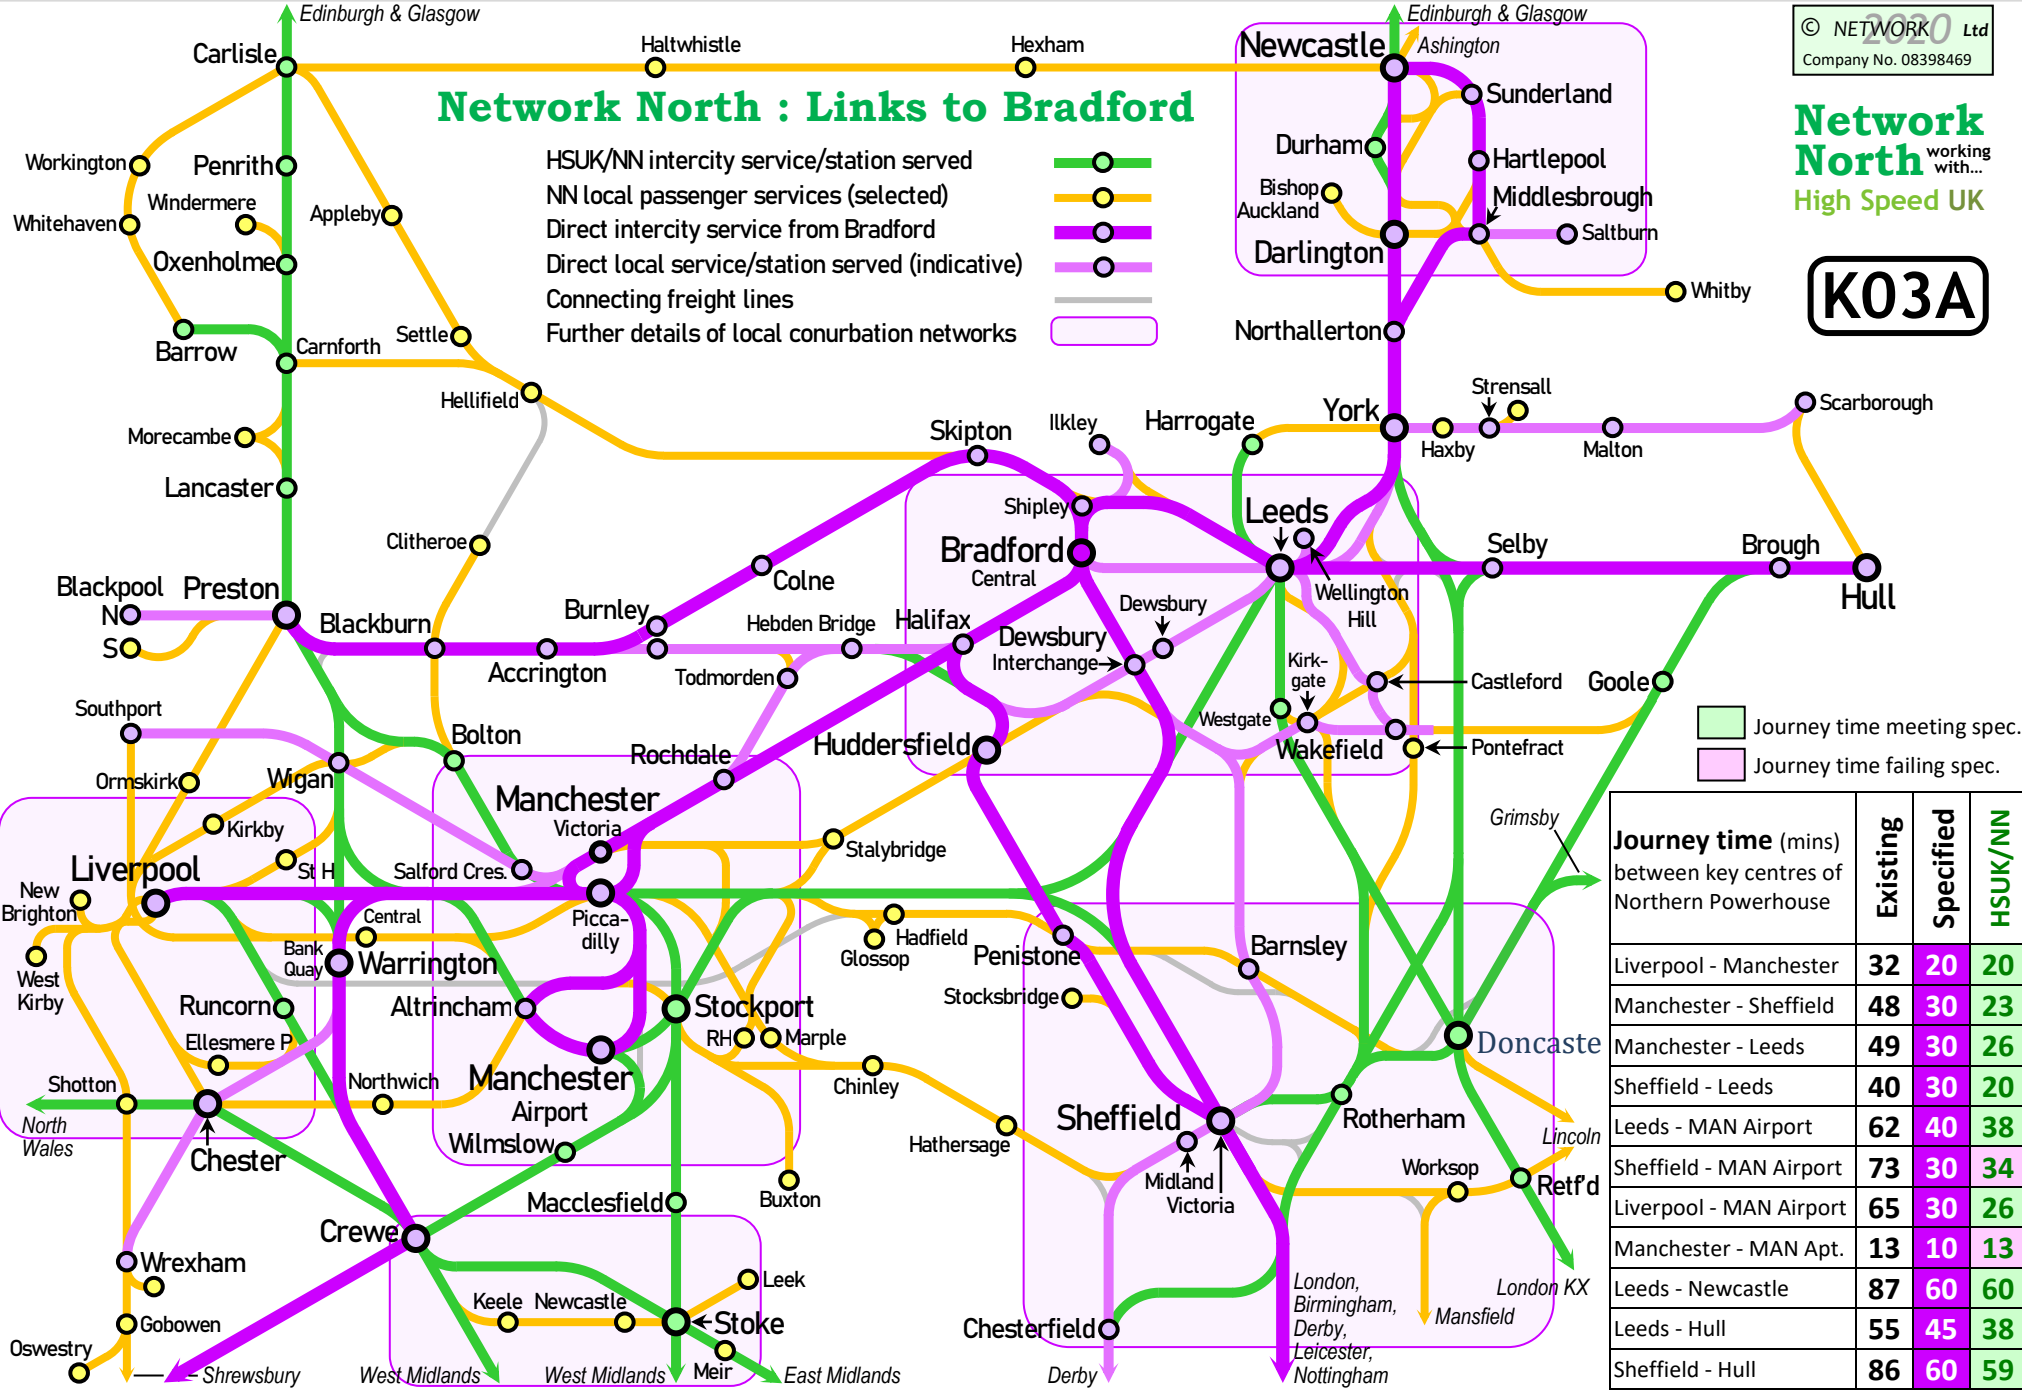 Edinburgh & Glasgow
Edinburgh & Glasgow
© NETWORK 2020 Ltd
Company No. 08398469
Carlisle
Haltwhistle
Hexham
Newcastle
Ashington
Network North : Links to Bradford
Sunderland
Network
North working
with...
High Speed UK
HSUK/NN intercity service/station served
NN local passenger services (selected)
Direct intercity service from Bradford
Direct local service/station served (indicative)
Connecting freight lines
Further details of local conurbation networks
Durham
Hartlepool
Bishop
Auckland
Middlesbrough
Saltburn
Darlington
Whitby
K03A
Workington
Penrith
Windermere
Whitehaven
Appleby
Oxenholme
Barrow
Carnforth
Settle
Northallerton
Hellifield
Strensall
Scarborough
Morecambe
Skipton
Ilkley
Harrogate
York
Haxby
Malton
Lancaster
Shipley
Leeds
Clitheroe
Bradford
Central
Selby
Brough
Hull
Blackpool
N
S
Preston
Colne
Wellington
Hill
Blackburn
Burnley
Hebden Bridge
Halifax
Dewsbury
Dewsbury
Interchange
Accrington
Todmorden
Kirk-
gate
Castleford
Goole
Southport
Westgate
Wakefield
Pontefract
Bolton
Rochdale
Huddersfield
Journey time meeting spec.
Journey time failing spec.
Ormskirk
Wigan
Manchester
Victoria
Kirkby
Stalybridge
Grimsby
Liverpool
St H
Salford Cres.
New
Brighton
Central
Picca-
dilly
Hadfield
Glossop
Penistone
Barnsley
Bank
Quay
Warrington
West
Kirby
Runcorn
Altrincham
Stockport
Stocksbridge
RH
Marple
Doncaste
Ellesmere P
Shotton
Northwich
Manchester
Airport
Chinley
Sheffield
Rotherham
North
Wales
Wilmslow
Hathersage
Lincoln
Chester
Midland
Victoria
Worksop
Retf'd
Buxton
Macclesfield
Crewe
Wrexham
Leek
London KX
Keele
Newcastle
Stoke
Mansfield
Gobowen
Chesterfield
London,
Birmingham,
Derby,
Leicester,
Nottingham
Oswestry
Shrewsbury
West Midlands
West Midlands
Meir
East Midlands
Derby
Journey time (mins)
between key centres of
Northern Powerhouse
Existing
Specified
HSUK/NN
Liverpool - Manchester 32 20 20
Manchester - Sheffield 48 30 23
Manchester - Leeds 49 30 26
Sheffield - Leeds 40 30 20
Leeds - MAN Airport 62 40 38
Sheffield - MAN Airport 73 30 34
Liverpool - MAN Airport 65 30 26
Manchester - MAN Apt. 13 10 13
Leeds - Newcastle 87 60 60
Leeds - Hull 55 45 38
Sheffield - Hull 86 60 59